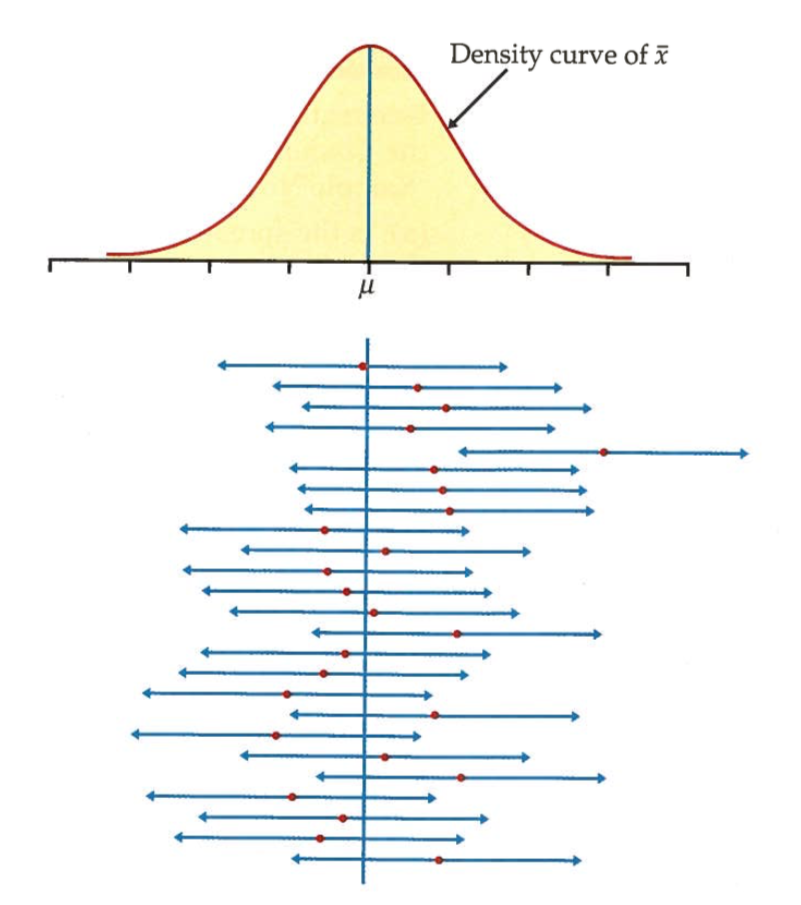 Density curve of x̄
μ